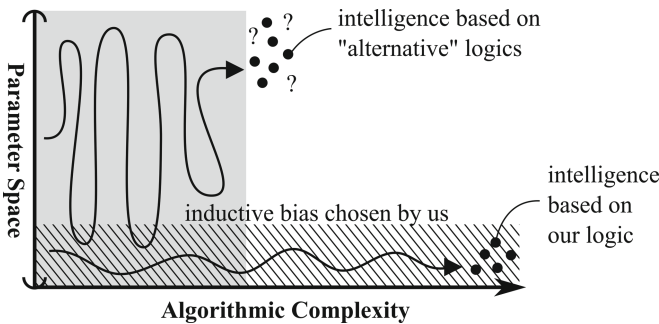 intelligence based on
"alternative" logics
?
?
?
Parameter Space
intelligence
based on
our logic
inductive bias chosen by us
Algorithmic Complexity